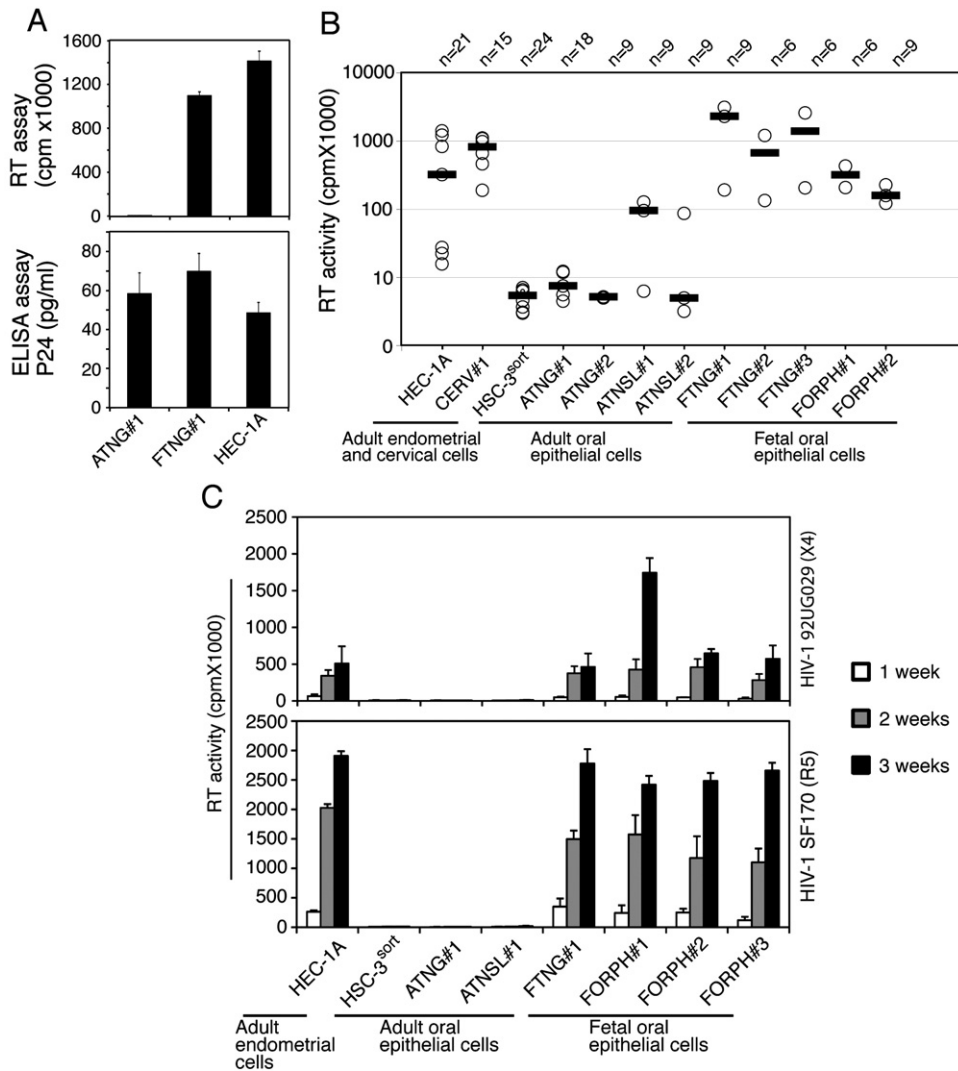 A
B
RT assay
(cpm x1000)
1600
1200
800
400
0
ELISA assay
P24 (pg/ml)
80
60
40
20
0
ATNG#1
FTNG#1
HEC-1A
n=21
n=15
n=24
n=18
n=9
n=9
n=9
n=9
n=6
n=6
n=6
n=9
RT activity (cpmX1000)
10000
1000
100
10
0
HEC-1A
CERV#1
HSC-3sort
ATNG#1
ATNG#2
ATNSL#1
ATNSL#2
FTNG#1
FTNG#2
FTNG#3
FORPH#1
FORPH#2
Adult endometrial
and cervical cells
Adult oral
epithelial cells
Fetal oral
epithelial cells
C
RT activity (cpmX1000)
2500
2000
1500
1000
500
0
HIV-1 92UG029 (X4)
2500
2000
2500
1500
1000
500
0
HIV-1 SF170 (R5)
1 week
2 weeks
3 weeks
HEC-1A
HSC-3sort
ATNG#1
ATNSL#1
FTNG#1
FORPH#1
FORPH#2
FORPH#3
Adult
endometrial
cells
Adult oral
epithelial cells
Fetal oral
epithelial cells